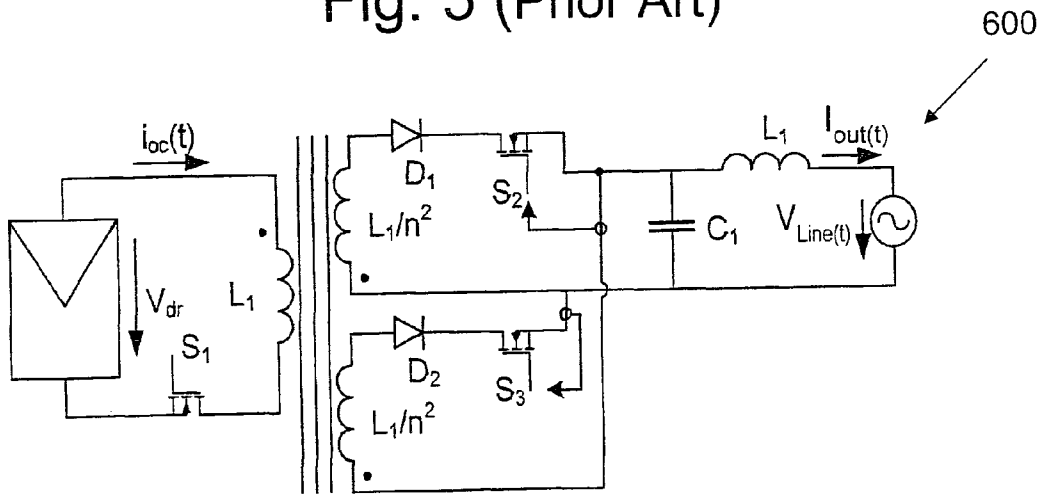 Fig. 5 (Prior Art)
600
i_oc(t)
L₁
I_out(t)
D₁
S₂
L₁/n²
C₁
V_Line(t)
V_dr
L₁
S₁
D₂
S₃
L₁/n²